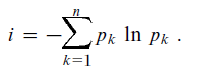 i = −∑_{k=1}^{n} p_k ln p_k .